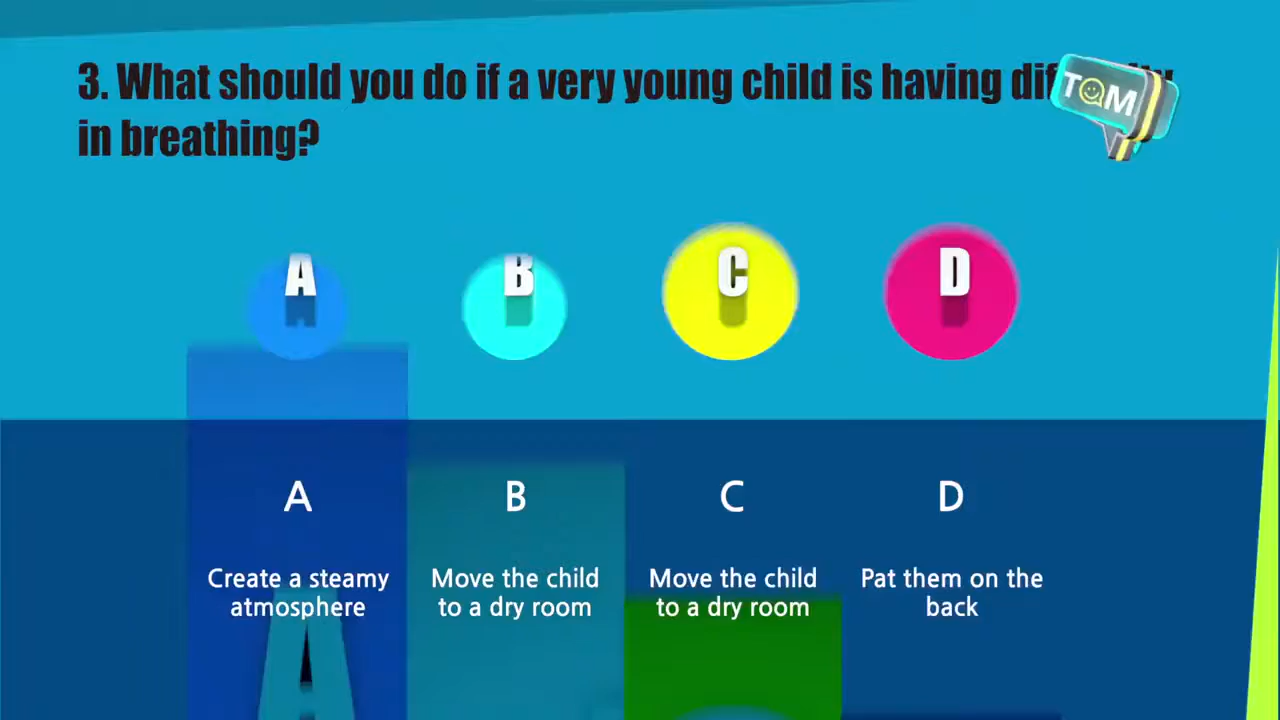 3. What should you do if a very young child is having
in breathing?
TQM
A B C D
A B C D
Create a steamy
atmosphere
Move the child
to a dry room
Move the child
to a dry room
Pat them on the
back
A